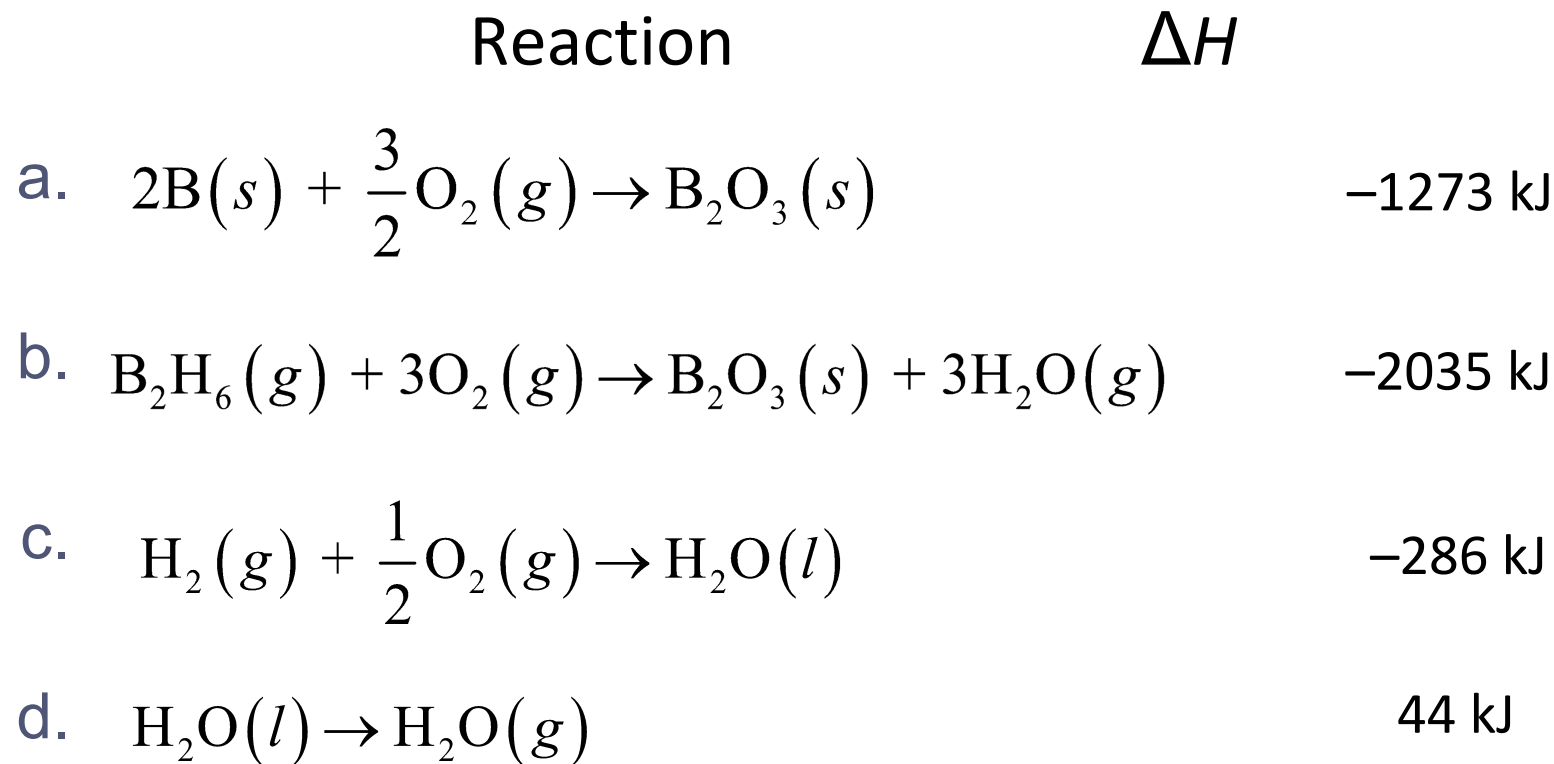 Reaction ΔH
a. 2B(s) + 3/2 O₂(g) → B₂O₃(s) –1273 kJ
b. B₂H₆(g) + 3O₂(g) → B₂O₃(s) + 3H₂O(g) –2035 kJ
c. H₂(g) + 1/2 O₂(g) → H₂O(l) –286 kJ
d. H₂O(l) → H₂O(g) 44 kJ